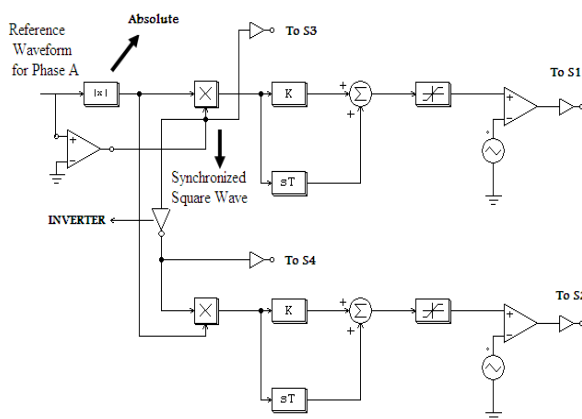 Reference
Waveform
for Phase A
Absolute
To S3
To S1
|x|
K
+
+
Σ
+
−
+
−
sT
Synchronized
Square Wave
INVERTER
To S4
To S2
K
+
+
Σ
+
−
sT